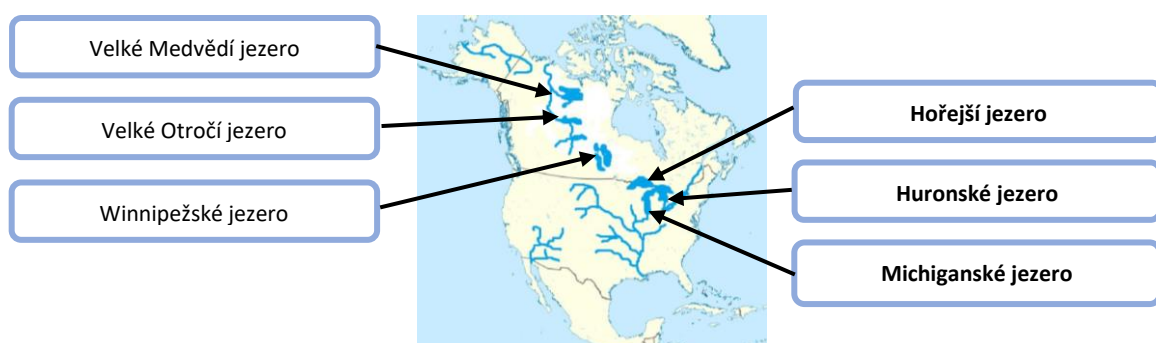 Velké Medvědí jezero
Velké Otročí jezero
Winnipežské jezero
Hořejší jezero
Huronské jezero
Michiganské jezero